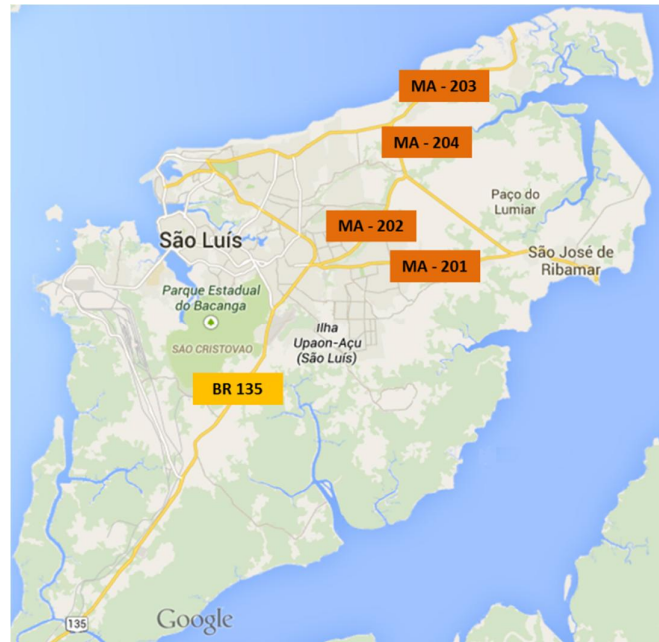 MA - 203
MA - 204
Paço do
Lumiar
MA - 202
São Luís
São José de
Ribamar
MA - 201
Parque Estadual
do Bacanga
Ilha
Upaon-Açu
(São Luís)
SAO CRISTOVAO
BR 135
135
Google